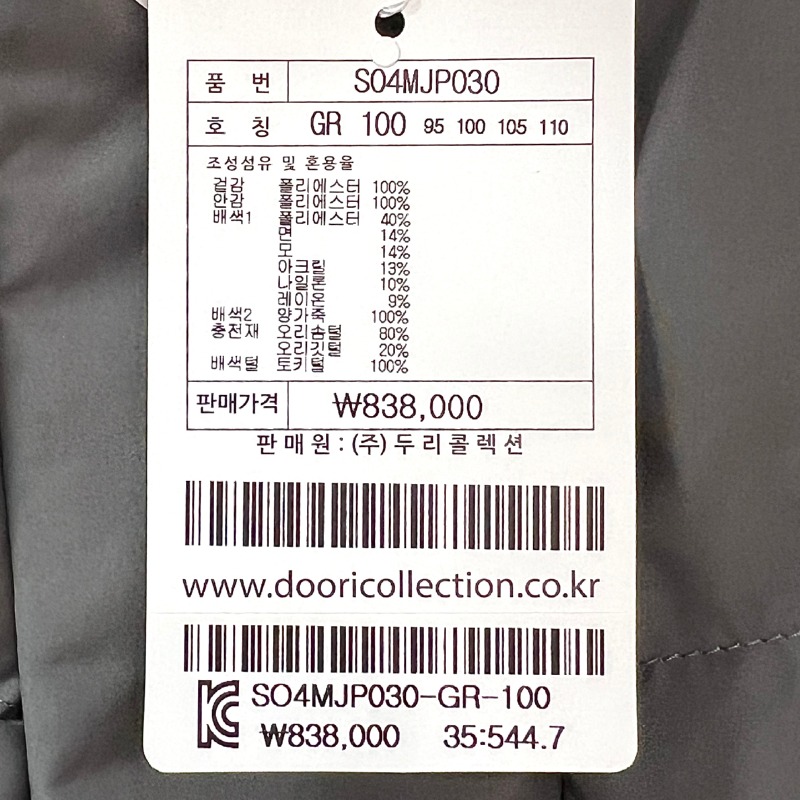 품 번 SO4MJP030
호 칭 GR 100 95 100 105 110
조성섬유 및 혼용율
겉감 폴리에스터 100%
안감 폴리에스터 100%
배색1 폴리에스터 40%
면 14%
모 14%
아크릴 13%
나일론 10%
레이온 9%
배색2 양가죽 100%
충전재 오리솜털 80%
오리깃털 20%
배색털 토끼털 100%
판매가격 ₩838,000
판매원 : (주)두리콜렉션
www.dooricollection.co.kr
KC SO4MJP030-GR-100
₩838,000 35:544.7